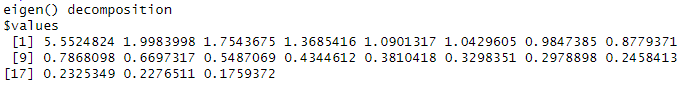 eigen() decomposition
$values
[1] 5.5524824 1.9983998 1.7543675 1.3685416 1.0901317 1.0429605 0.9847385 0.8779371
[9] 0.7868098 0.6697317 0.5487069 0.4344612 0.3810418 0.3298351 0.2978898 0.2458413
[17] 0.2325349 0.2276511 0.1759372